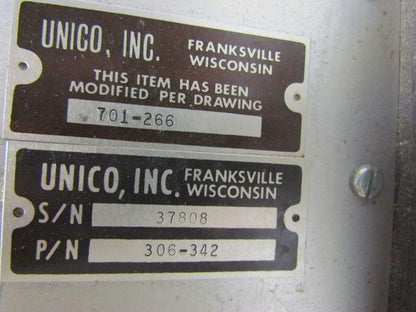 UNICO, INC. FRANKSVILLE WISCONSIN
THIS ITEM HAS BEEN
MODIFIED PER DRAWING
701-266
UNICO, INC. FRANKSVILLE WISCONSIN
S/N 37808
P/N 306-342